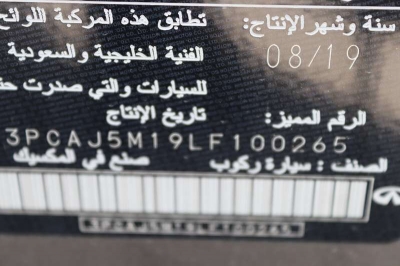 سنة وشهر الإنتاج: تطابق هذه المركبة اللوائح
08/19 الفنية الخليجية والسعودية
للسيارات والتي صدرت
الرقم المميز: تاريخ الإنتاج
3PCAJ5M19LF100265
الصنف: سيارة ركوب صنع في المكسيك
3PCAJ5M19LF100265